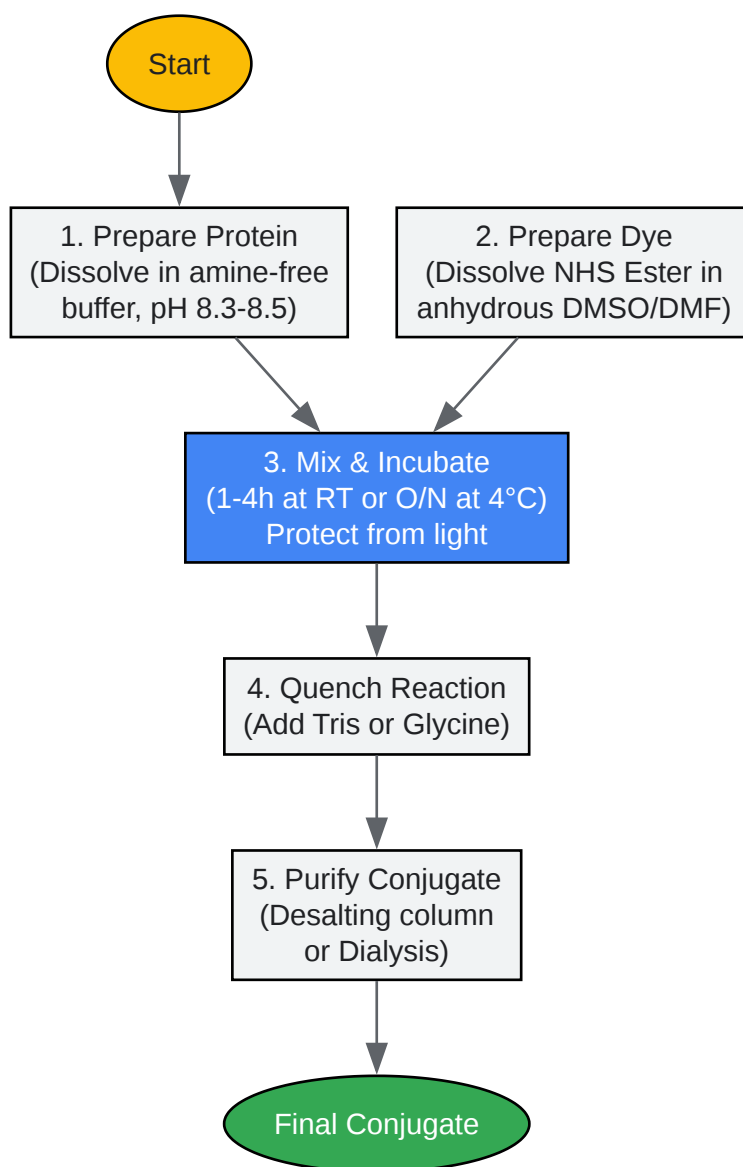 Start
1. Prepare Protein
(Dissolve in amine-free
buffer, pH 8.3-8.5)
2. Prepare Dye
(Dissolve NHS Ester in
anhydrous DMSO/DMF)
3. Mix & Incubate
(1-4h at RT or O/N at 4°C)
Protect from light
4. Quench Reaction
(Add Tris or Glycine)
5. Purify Conjugate
(Desalting column
or Dialysis)
Final Conjugate